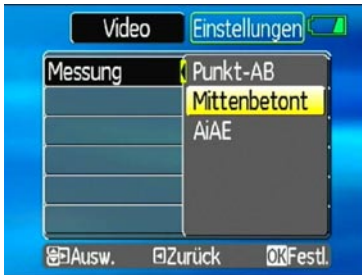 Video Einstellungen
Messung Punkt-AB
Mittenbetont
AiAE
Ausw. Zurück OK Festl.